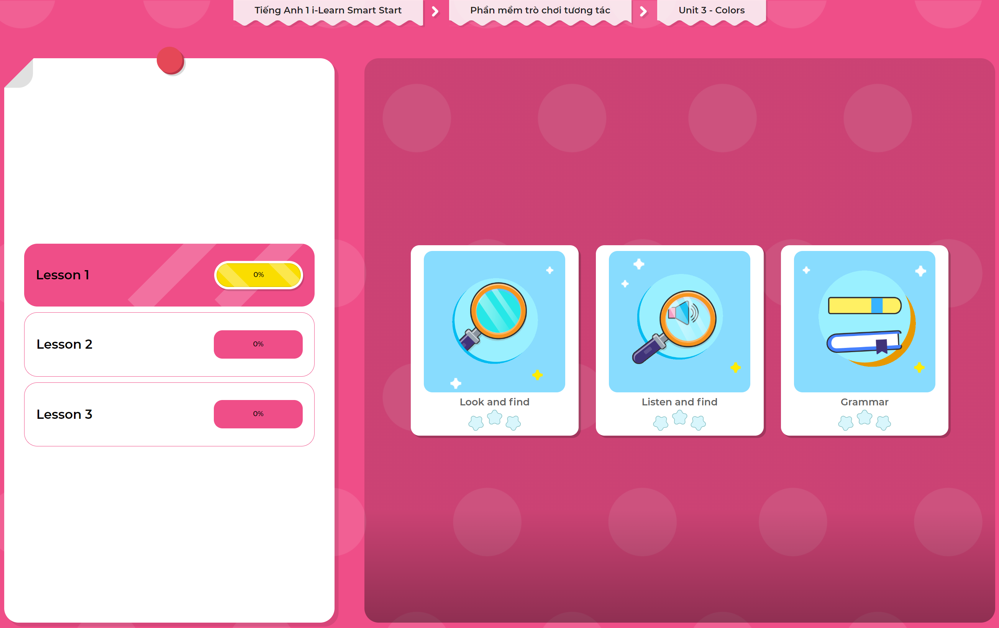 Tiếng Anh 1 i-Learn Smart Start
Phần mềm trò chơi tương tác
Unit 3 - Colors
Lesson 1
0%
Lesson 2
0%
Lesson 3
0%
Look and find
Listen and find
Grammar